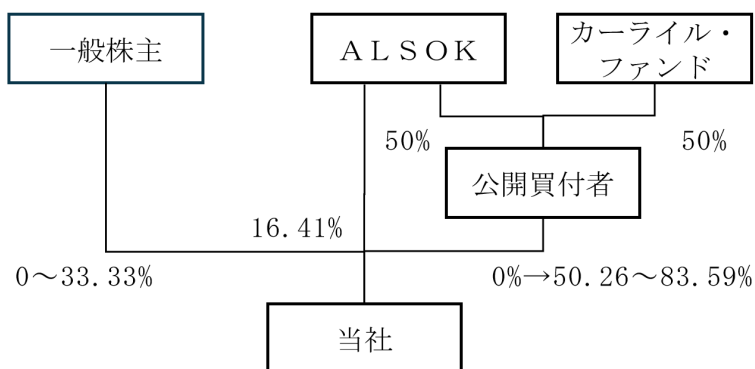 一般株主
ＡＬＳＯＫ
カーライル・
ファンド
50%
50%
公開買付者
16.41%
0～33.33%
0%→50.26～83.59%
当社